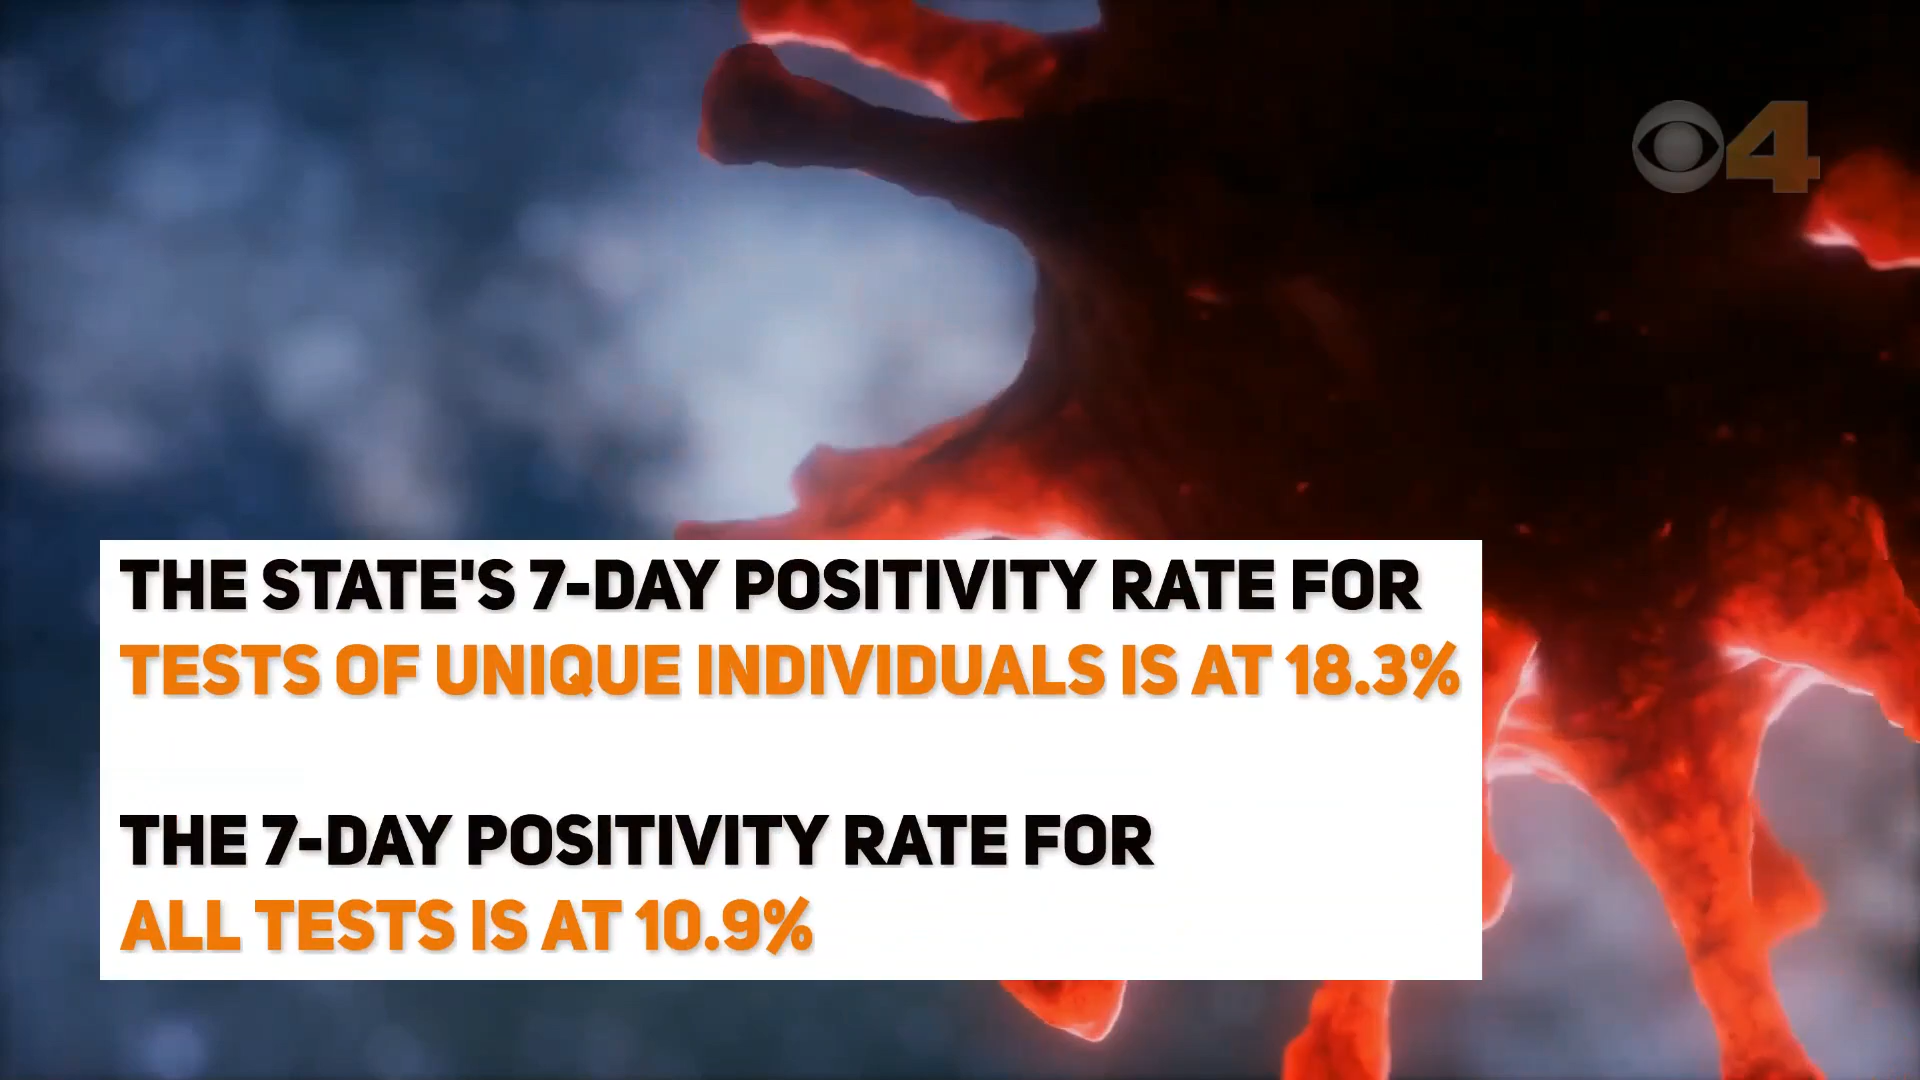 4
THE STATE'S 7-DAY POSITIVITY RATE FOR
TESTS OF UNIQUE INDIVIDUALS IS AT 18.3%
THE 7-DAY POSITIVITY RATE FOR
ALL TESTS IS AT 10.9%